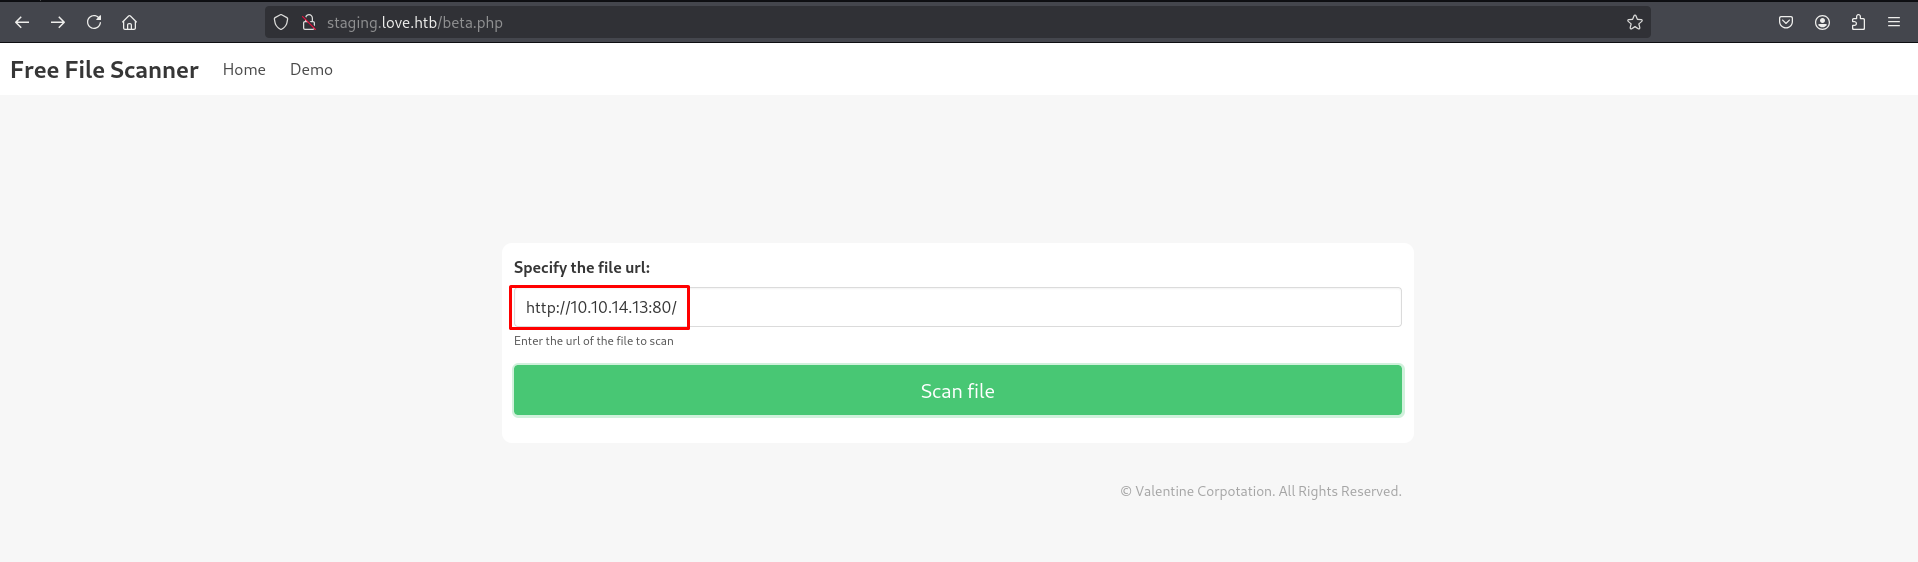 staging.love.htb/beta.php
Free File Scanner Home Demo
Specify the file url:
http://10.10.14.13:80/
Enter the url of the file to scan
Scan file
© Valentine Corpotation. All Rights Reserved.